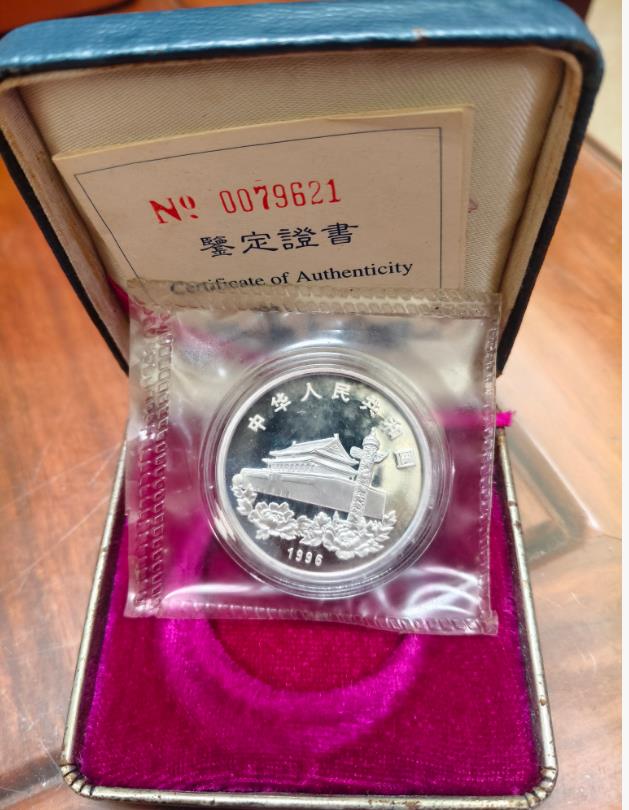 Nº 0079621
鑒定證書
Certificate of Authenticity
中华人民共和国
1996